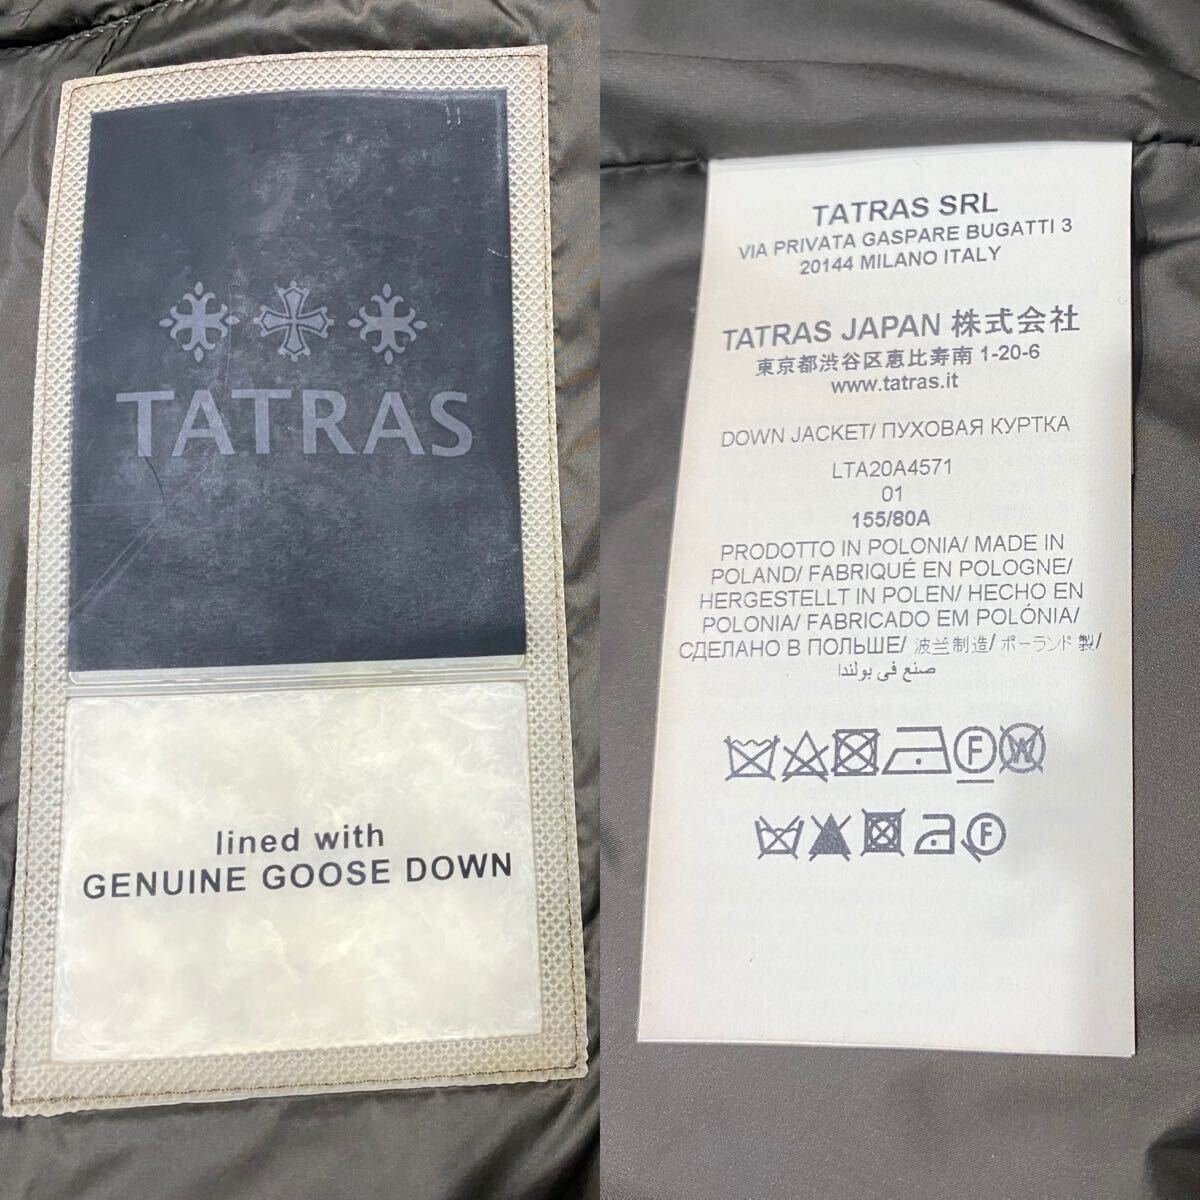 TATRAS
lined with
GENUINE GOOSE DOWN
TATRAS SRL
VIA PRIVATA GASPARE BUGATTI 3
20144 MILANO ITALY
TATRAS JAPAN 株式会社
東京都渋谷区恵比寿南 1-20-6
www.tatras.it
DOWN JACKET/ ПУХОВАЯ КУРТКА
LTA20A4571
01
155/80A
PRODOTTO IN POLONIA/ MADE IN
POLAND/ FABRIQUÉ EN POLOGNE/
HERGESTELLT IN POLEN/ HECHO EN
POLONIA/ FABRICADO EM POLÓNIA/
СДЕЛАНО В ПОЛЬШЕ/ 波兰制造/ ポーランド製/
صنع في بولندا
F W
F